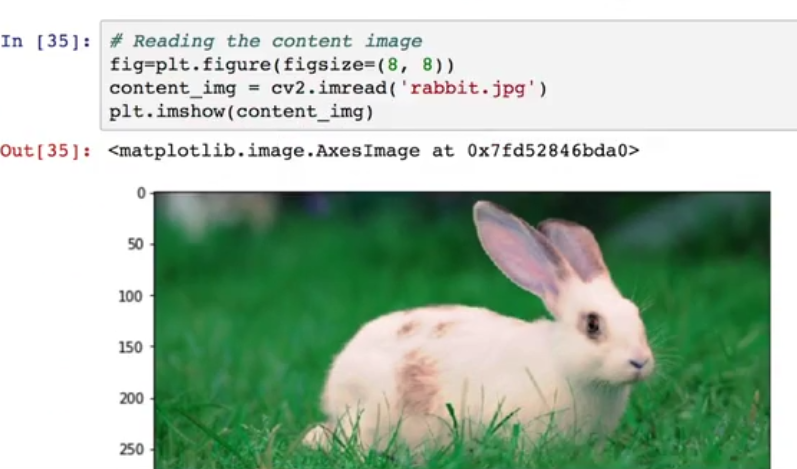 In [35]: # Reading the content image
fig=plt.figure(figsize=(8, 8))
content_img = cv2.imread('rabbit.jpg')
plt.imshow(content_img)
Out[35]: <matplotlib.image.AxesImage at 0x7fd52846bda0>
0
50
100
150
200
250